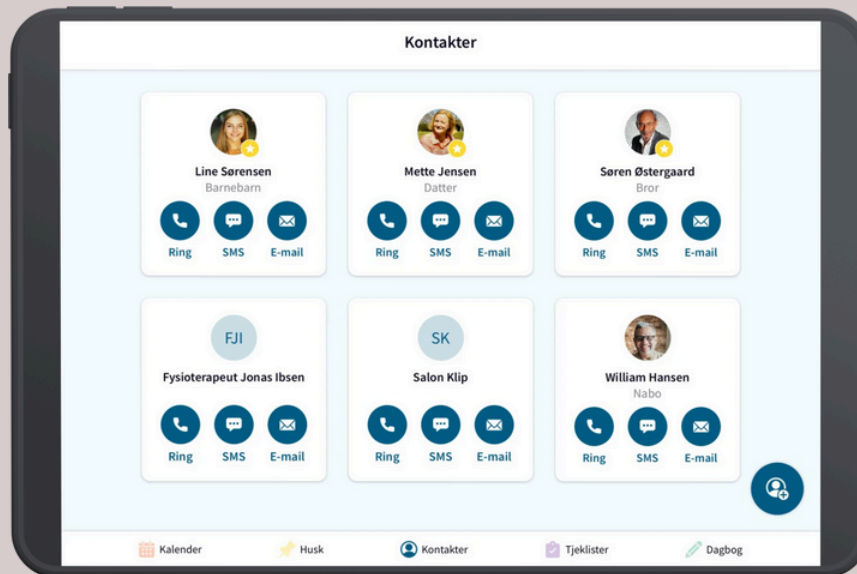 Kontakter
Line Sørensen
Barnebarn
Ring SMS E-mail
Mette Jensen
Datter
Ring SMS E-mail
Søren Østergaard
Bror
Ring SMS E-mail
FJI
Fysioterapeut Jonas Ibsen
Ring SMS E-mail
SK
Salon Klip
Ring SMS E-mail
William Hansen
Nabo
Ring SMS E-mail
Kalender Husk Kontakter Tjeklister Dagbog